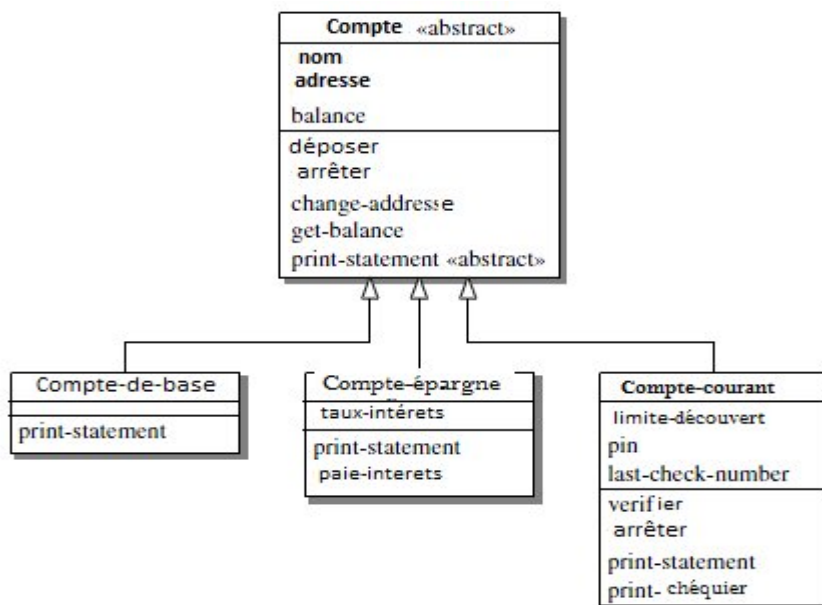 Compte «abstract»
nom
adresse
balance
déposer
arrêter
change-addresse
get-balance
print-statement «abstract»
Compte-de-base
print-statement
Compte-épargne
taux-intérets
print-statement
paie-interets
Compte-courant
limite-découvert
pin
last-check-number
verifier
arrêter
print-statement
print- chéquier